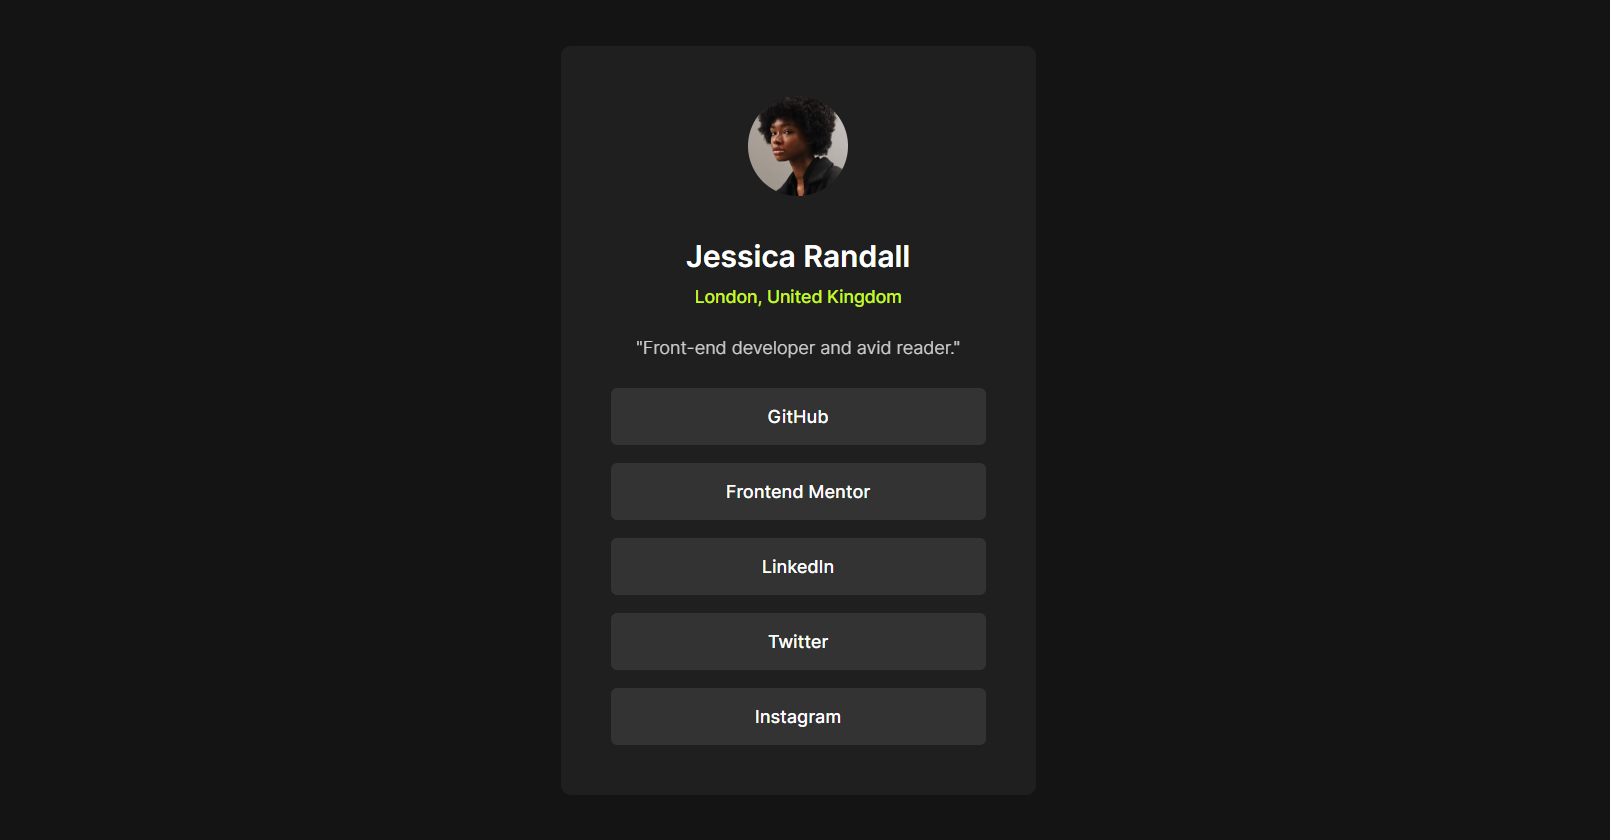 Jessica Randall
London, United Kingdom
"Front-end developer and avid reader."
GitHub
Frontend Mentor
LinkedIn
Twitter
Instagram